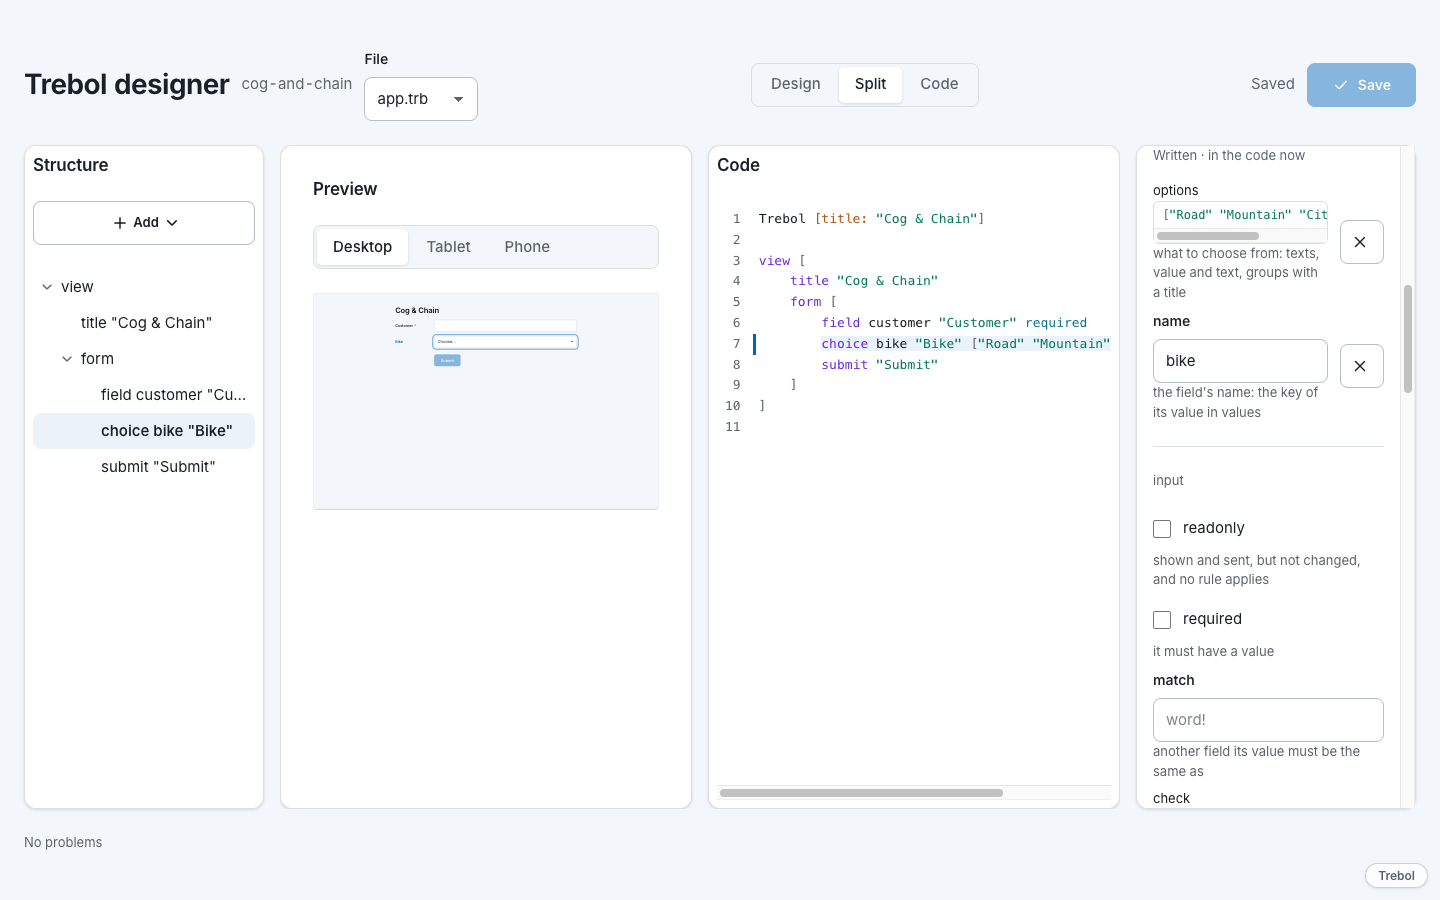 Trebol designer
cog-and-chain
File
app.trb
Design
Split
Code
Saved
Save
Structure
Add
view
title "Cog & Chain"
form
field customer "Cu...
choice bike "Bike"
submit "Submit"
Preview
Desktop
Tablet
Phone
Cog & Chain
Customer *
Bike
Choose...
Submit
Code
1 Trebol [title: "Cog & Chain"]
2
3 view [
4 title "Cog & Chain"
5 form [
6 field customer "Customer" required
7 choice bike "Bike" ["Road" "Mountain"
8 submit "Submit"
9 ]
10 ]
11
Written · in the code now
options
["Road" "Mountain" "Cit
what to choose from: texts,
value and text, groups with
a title
name
bike
the field's name: the key of
its value in values
input
readonly
shown and sent, but not changed,
and no rule applies
required
it must have a value
match
word!
another field its value must be the
same as
check
No problems
Trebol